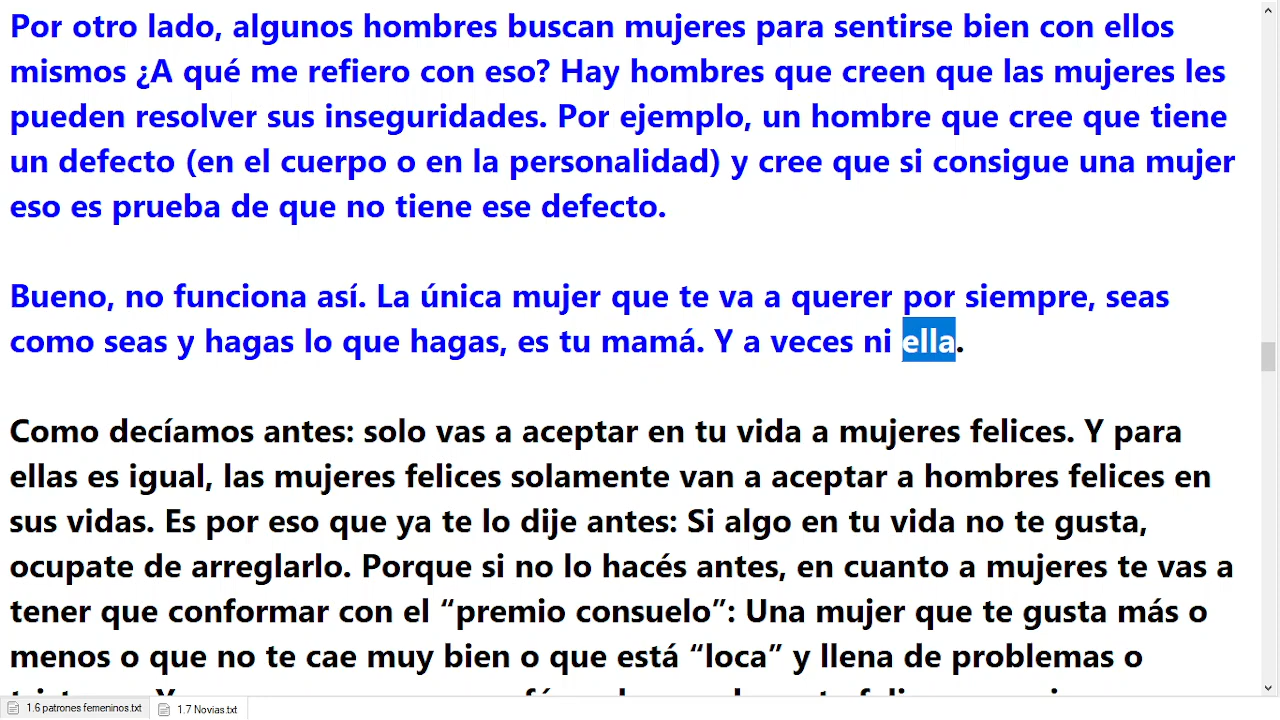 Por otro lado, algunos hombres buscan mujeres para sentirse bien con ellos
mismos ¿A qué me refiero con eso? Hay hombres que creen que las mujeres les
pueden resolver sus inseguridades. Por ejemplo, un hombre que cree que tiene
un defecto (en el cuerpo o en la personalidad) y cree que si consigue una mujer
eso es prueba de que no tiene ese defecto.
Bueno, no funciona así. La única mujer que te va a querer por siempre, seas
como seas y hagas lo que hagas, es tu mamá. Y a veces ni ella.
Como decíamos antes: solo vas a aceptar en tu vida a mujeres felices. Y para
ellas es igual, las mujeres felices solamente van a aceptar a hombres felices en
sus vidas. Es por eso que ya te lo dije antes: Si algo en tu vida no te gusta,
ocupate de arreglarlo. Porque si no lo hacés antes, en cuanto a mujeres te vas a
tener que conformar con el “premio consuelo”: Una mujer que te gusta más o
menos o que no te cae muy bien o que está “loca” y llena de problemas o
1.6 patrones femeninos.txt
1.7 Novias.txt